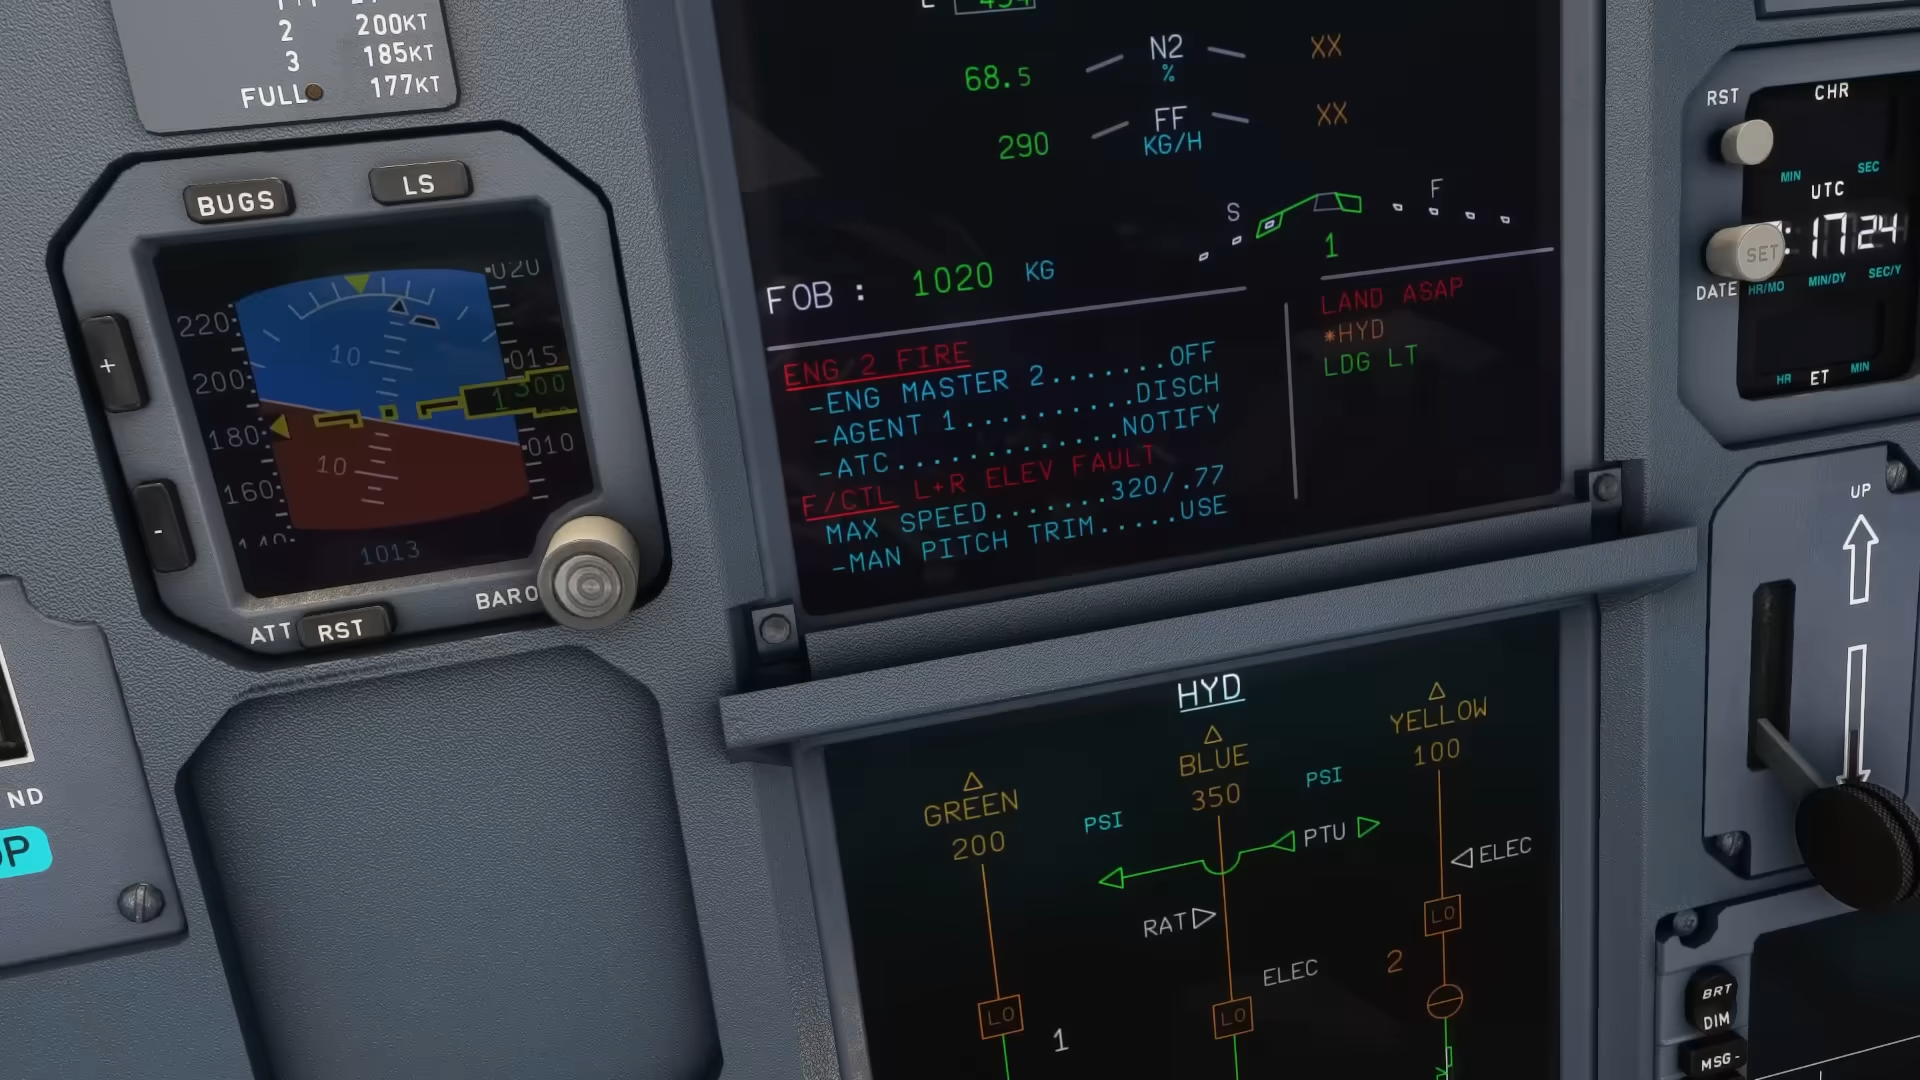 2 200KT
3 185KT
FULL 177KT
BUGS
LS
220
200
180
160
10
10
020
015
010
1013
ATT RST
BARO
+
-
ND
68.5 N2 XX
%
290 FF XX
KG/H
S F
1
FOB : 1020 KG
ENG 2 FIRE
-ENG MASTER 2.......OFF
-AGENT 1..........DISCH
-ATC.............NOTIFY
F/CTL L+R ELEV FAULT
MAX SPEED......320/.77
-MAN PITCH TRIM.....USE
LAND ASAP
*HYD
LDG LT
HYD
GREEN
200
PSI
BLUE
350
PSI
YELLOW
100
PTU
ELEC
RAT
ELEC
LO
LO
LO
1
2
RST
CHR
MIN
SEC
UTC
:17 24
SET
DATE
HR/MO
MIN/DY
SEC/Y
HR
ET
MIN
UP
BRT
DIM
MSG-